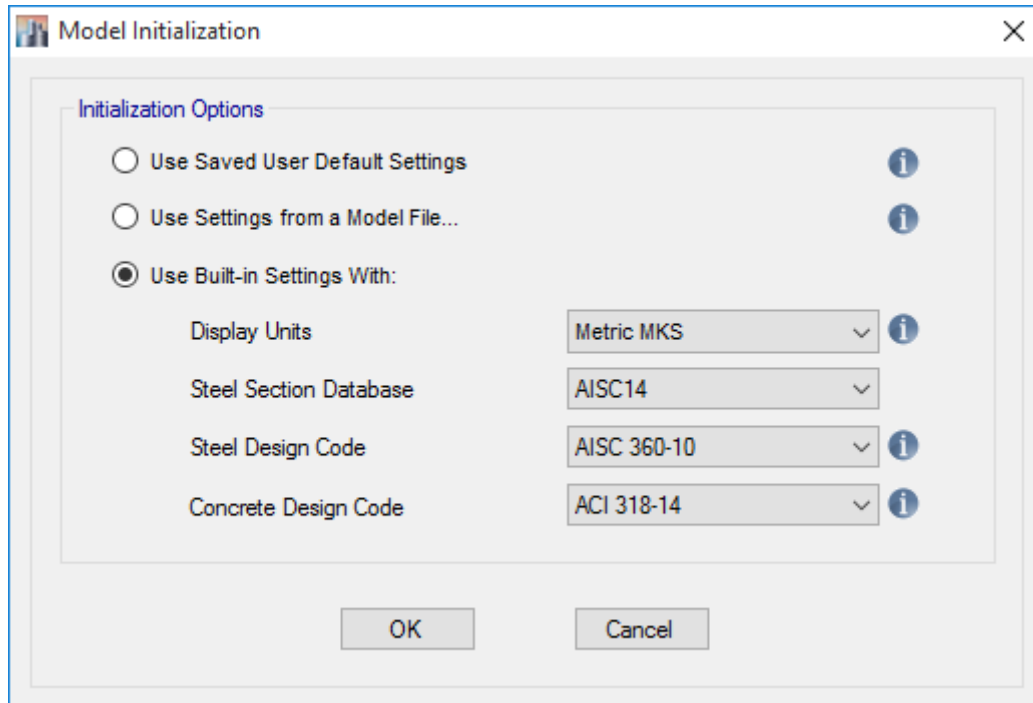 Model Initialization
Initialization Options
Use Saved User Default Settings
Use Settings from a Model File...
Use Built-in Settings With:
Display Units Metric MKS
Steel Section Database AISC14
Steel Design Code AISC 360-10
Concrete Design Code ACI 318-14
OK Cancel